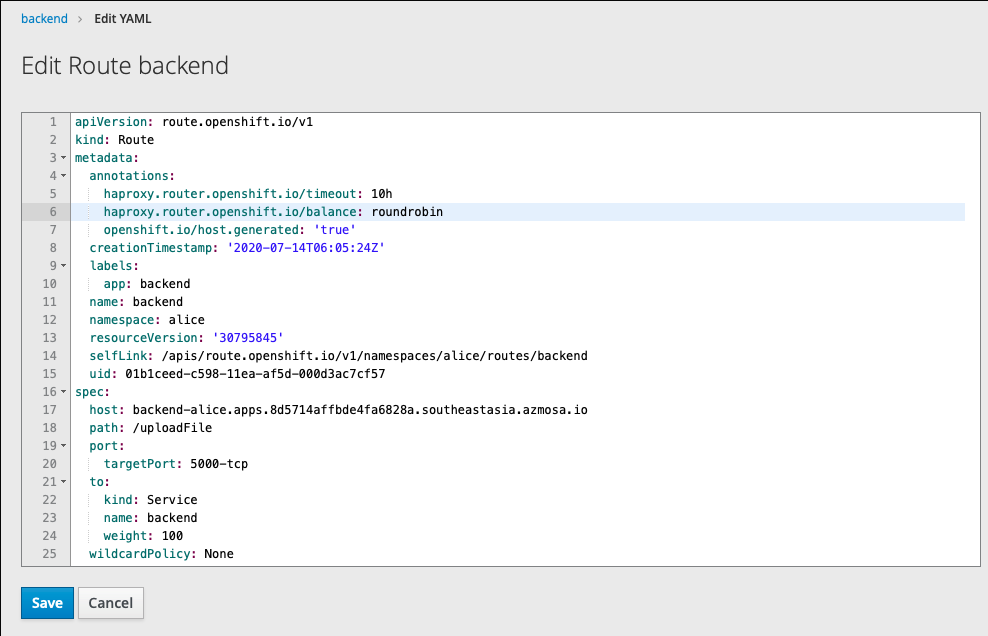 backend > Edit YAML
Edit Route backend
1 apiVersion: route.openshift.io/v1
2 kind: Route
3 metadata:
4 annotations:
5 haproxy.router.openshift.io/timeout: 10h
6 haproxy.router.openshift.io/balance: roundrobin
7 openshift.io/host.generated: 'true'
8 creationTimestamp: '2020-07-14T06:05:24Z'
9 labels:
10 app: backend
11 name: backend
12 namespace: alice
13 resourceVersion: '30795845'
14 selfLink: /apis/route.openshift.io/v1/namespaces/alice/routes/backend
15 uid: 01b1ceed-c598-11ea-af5d-000d3ac7cf57
16 spec:
17 host: backend-alice.apps.8d5714affbde4fa6828a.southeastasia.azmosa.io
18 path: /uploadFile
19 port:
20 targetPort: 5000-tcp
21 to:
22 kind: Service
23 name: backend
24 weight: 100
25 wildcardPolicy: None
Save Cancel